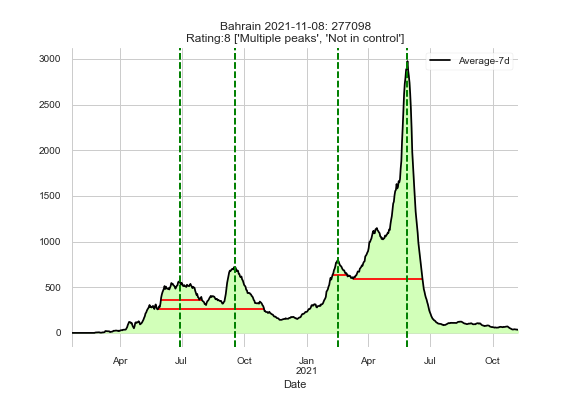 Bahrain 2021-11-08: 277098
Rating:8 ['Multiple peaks', 'Not in control']
Average-7d
3000
2500
2000
1500
1000
500
0
Apr Jul Oct Jan Apr Jul Oct
2021
Date